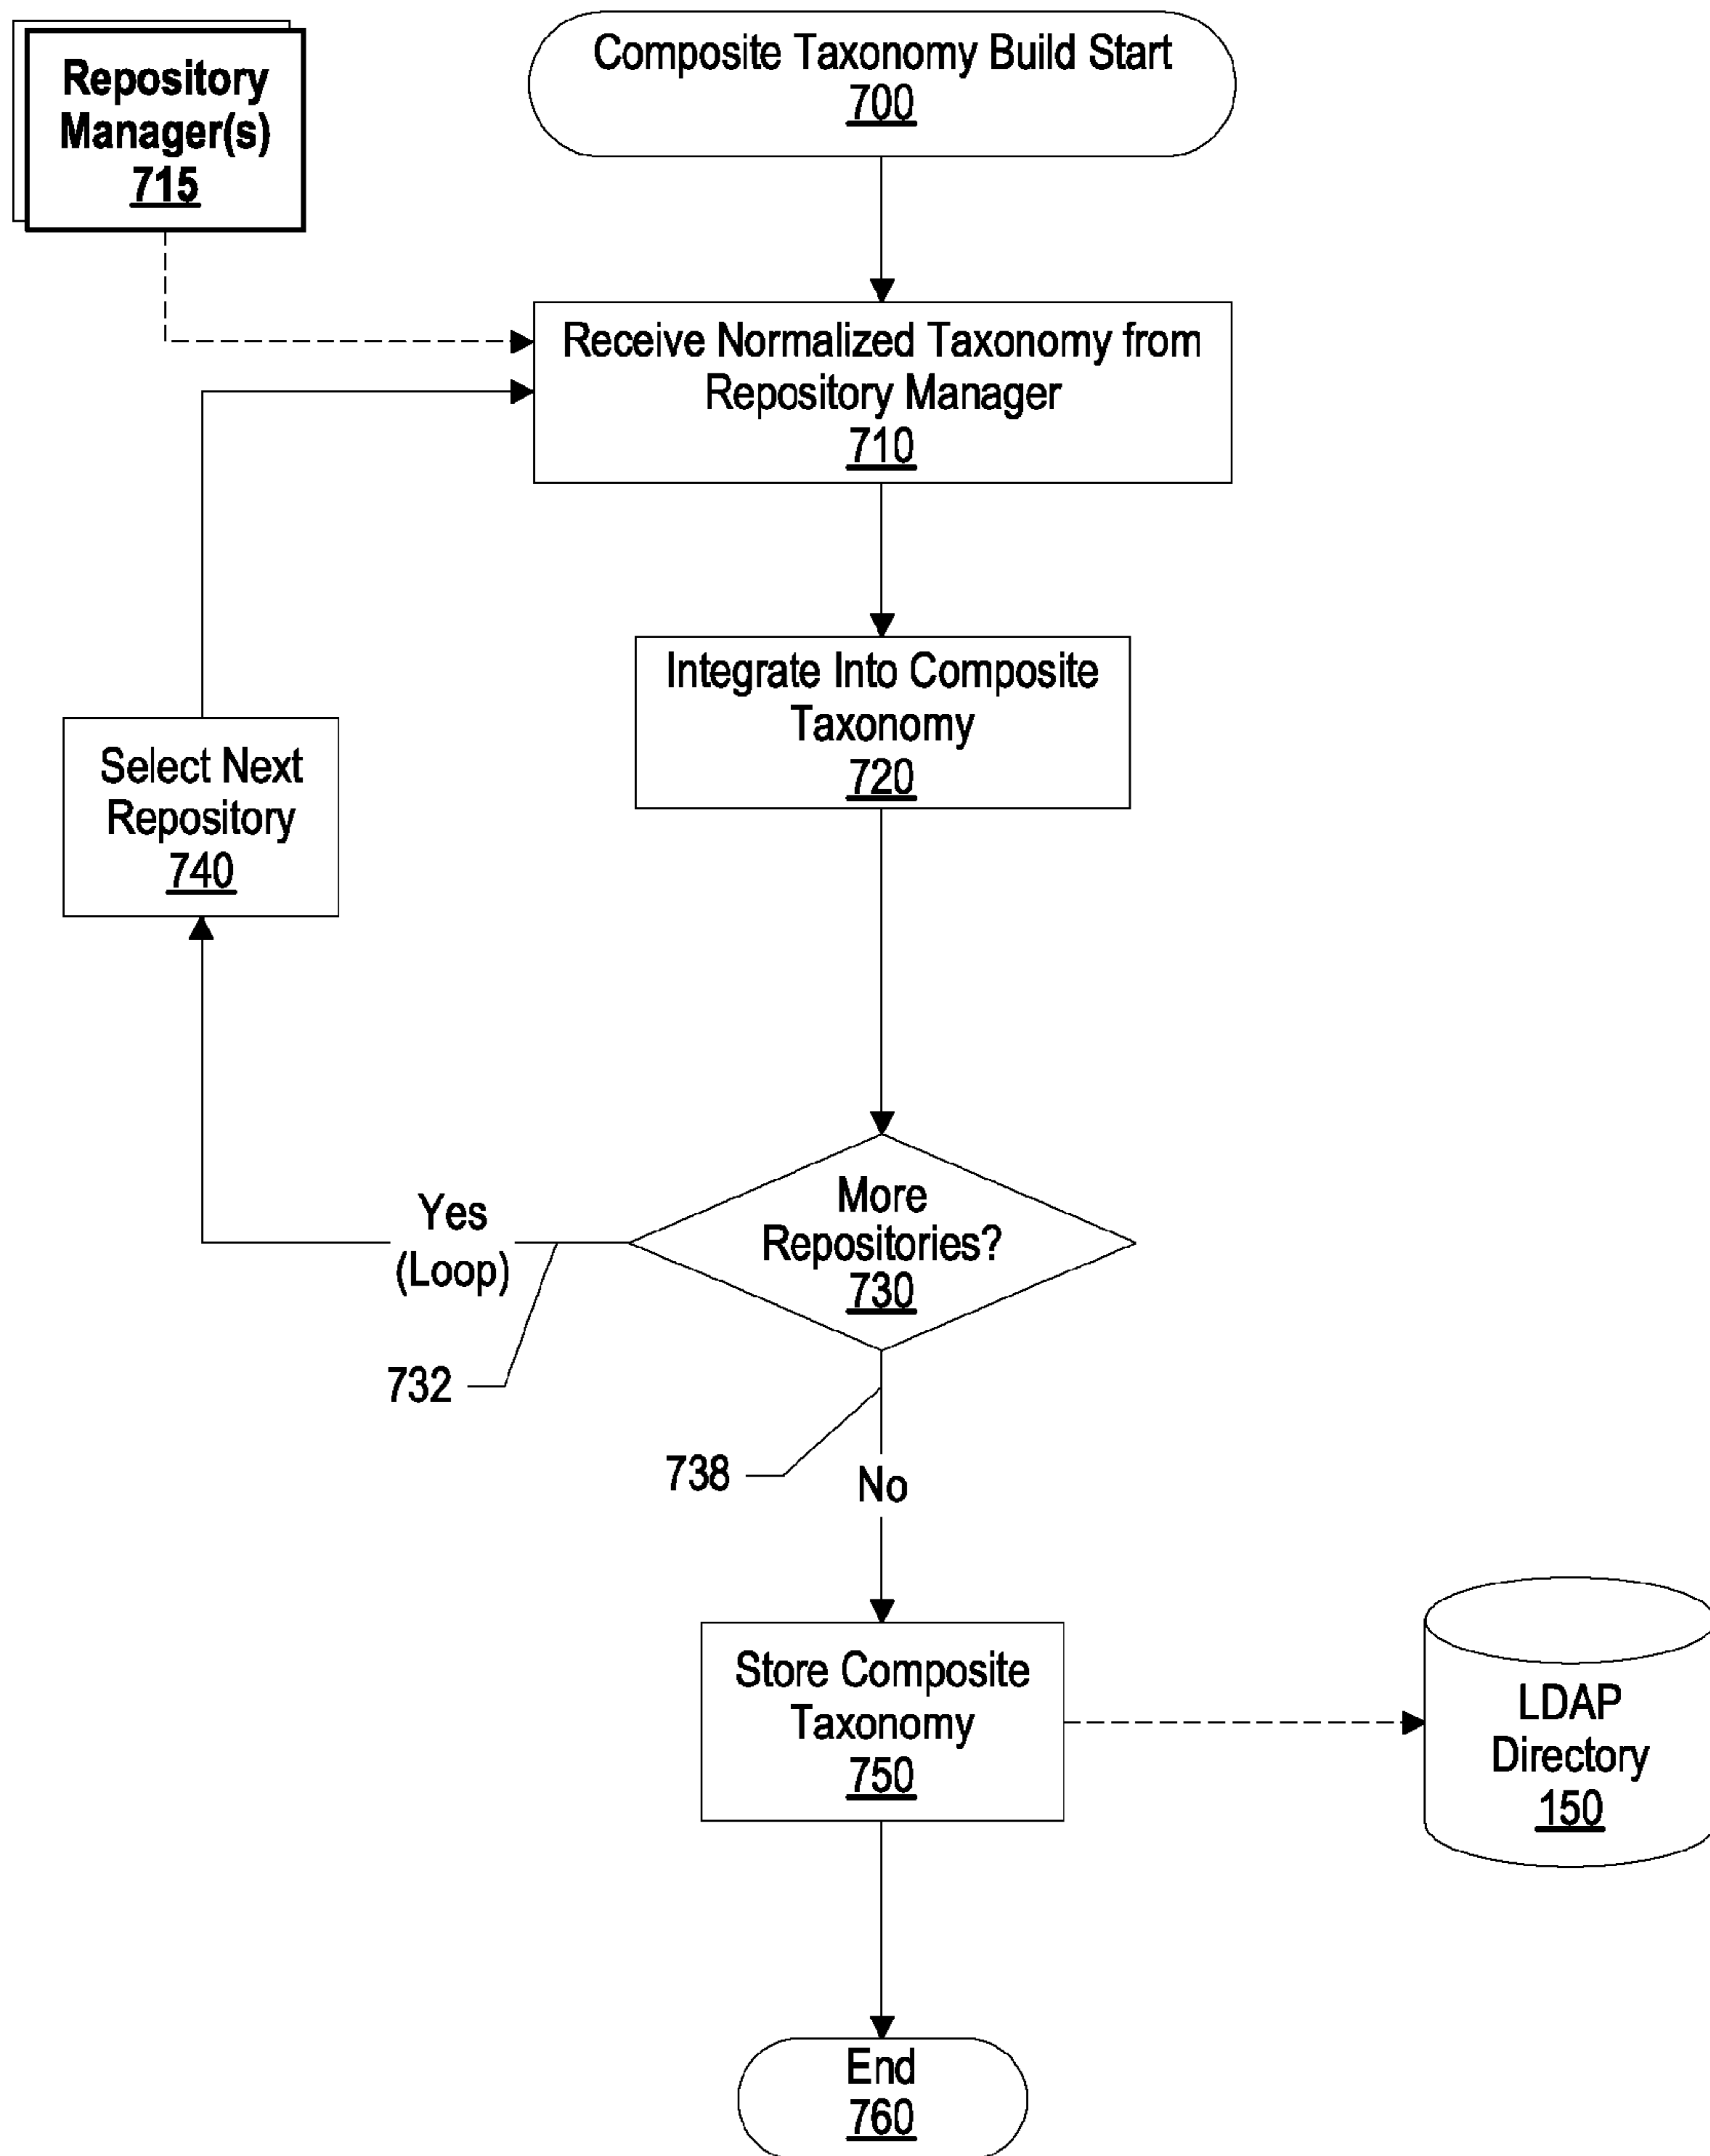 Repository
Manager(s)
715
Composite Taxonomy Build Start
700
Receive Normalized Taxonomy from
Repository Manager
710
Integrate Into Composite
Taxonomy
720
Select Next
Repository
740
More
Repositories?
730
Yes
(Loop)
732
738
No
Store Composite
Taxonomy
750
LDAP
Directory
150
End
760